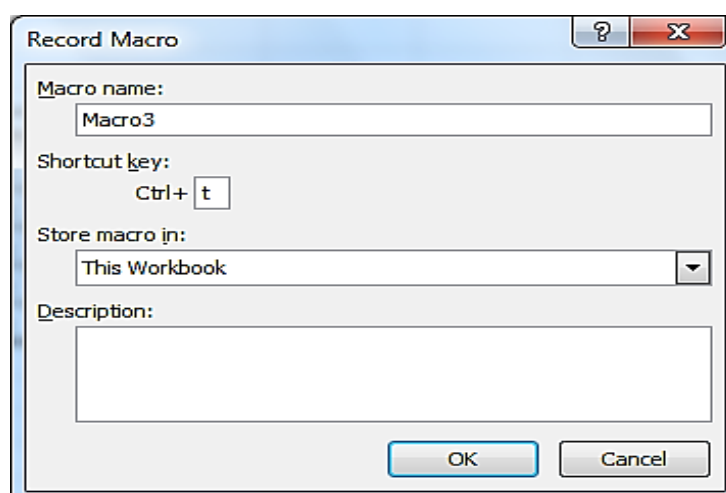 Record Macro
Macro name:
Macro3
Shortcut key:
Ctrl+ t
Store macro in:
This Workbook
Description:
OK Cancel